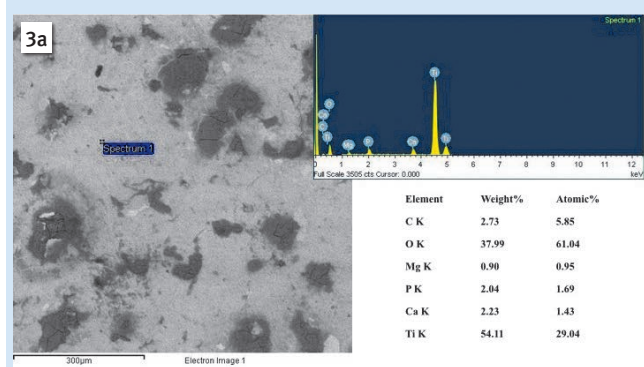 3a
Spectrum 1
Spectrum 1
0 1 2 3 4 5 6 7 8 9 10 11 12
Full Scale 3505 cts Cursor: 0.000
keV
Element Weight% Atomic%
C K 2.73 5.85
O K 37.99 61.04
Mg K 0.90 0.95
P K 2.04 1.69
Ca K 2.23 1.43
Ti K 54.11 29.04
300µm
Electron Image 1